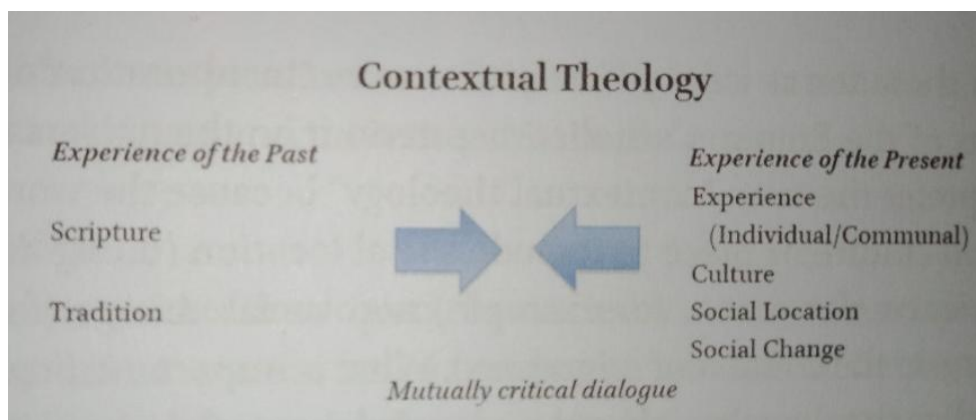 Contextual Theology
Experience of the Past
Scripture
Tradition
Experience of the Present
Experience
(Individual/Communal)
Culture
Social Location
Social Change
Mutually critical dialogue